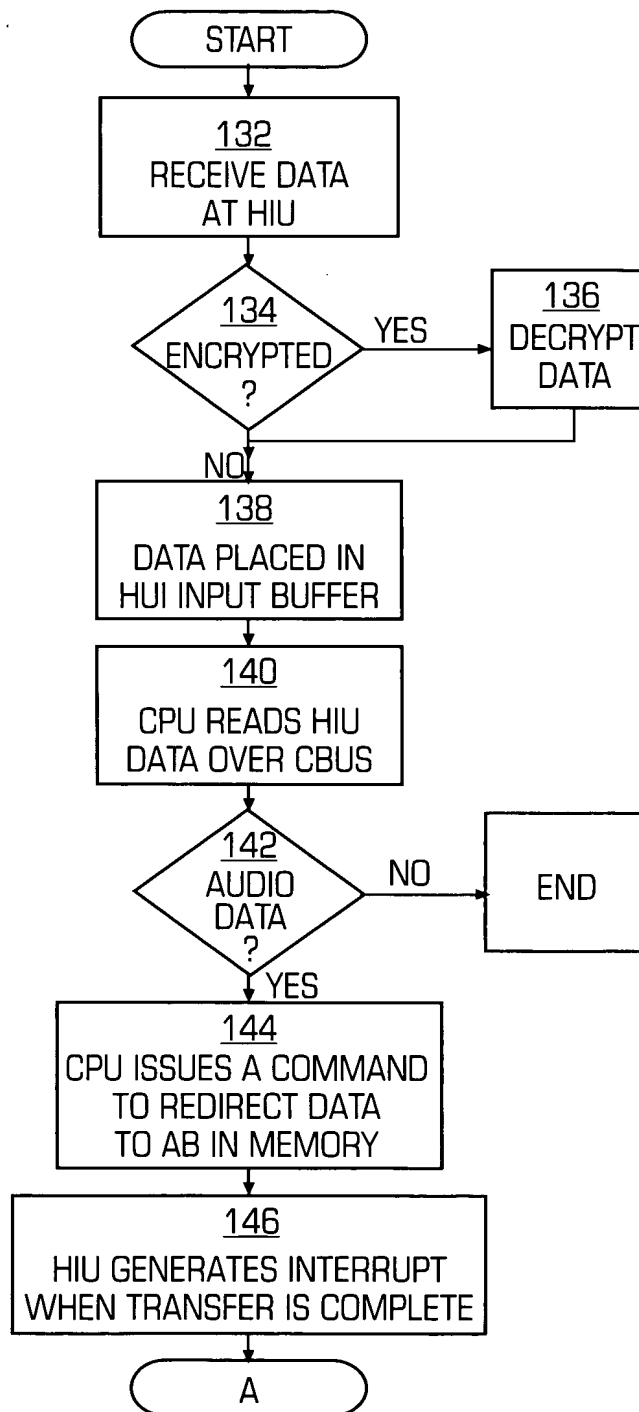 START
132
RECEIVE DATA
AT HIU
134
ENCRYPTED
?
YES
136
DECRYPT
DATA
NO
138
DATA PLACED IN
HUI INPUT BUFFER
140
CPU READS HIU
DATA OVER CBUS
142
AUDIO
DATA
?
NO
END
YES
144
CPU ISSUES A COMMAND
TO REDIRECT DATA
TO AB IN MEMORY
146
HIU GENERATES INTERRUPT
WHEN TRANSFER IS COMPLETE
A